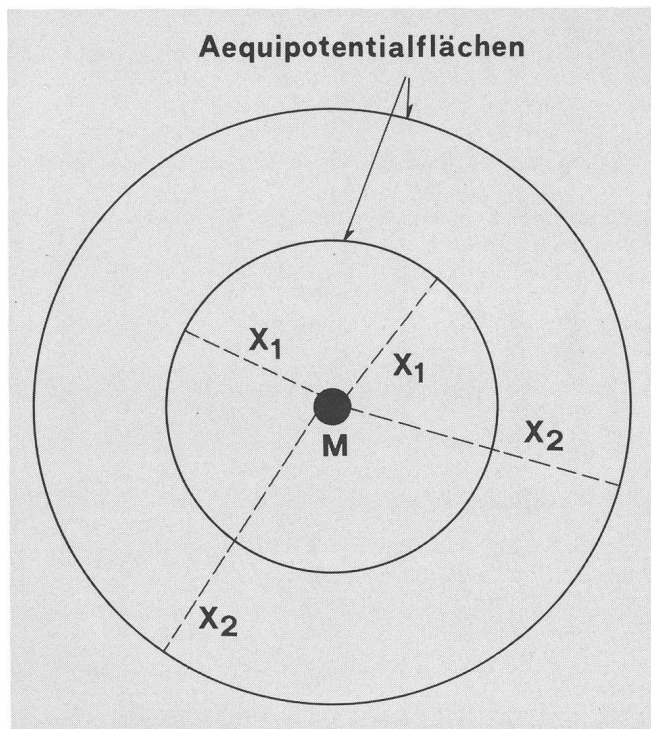 Aequipotentialflächen
X₁
X₁
M
X₂
X₂